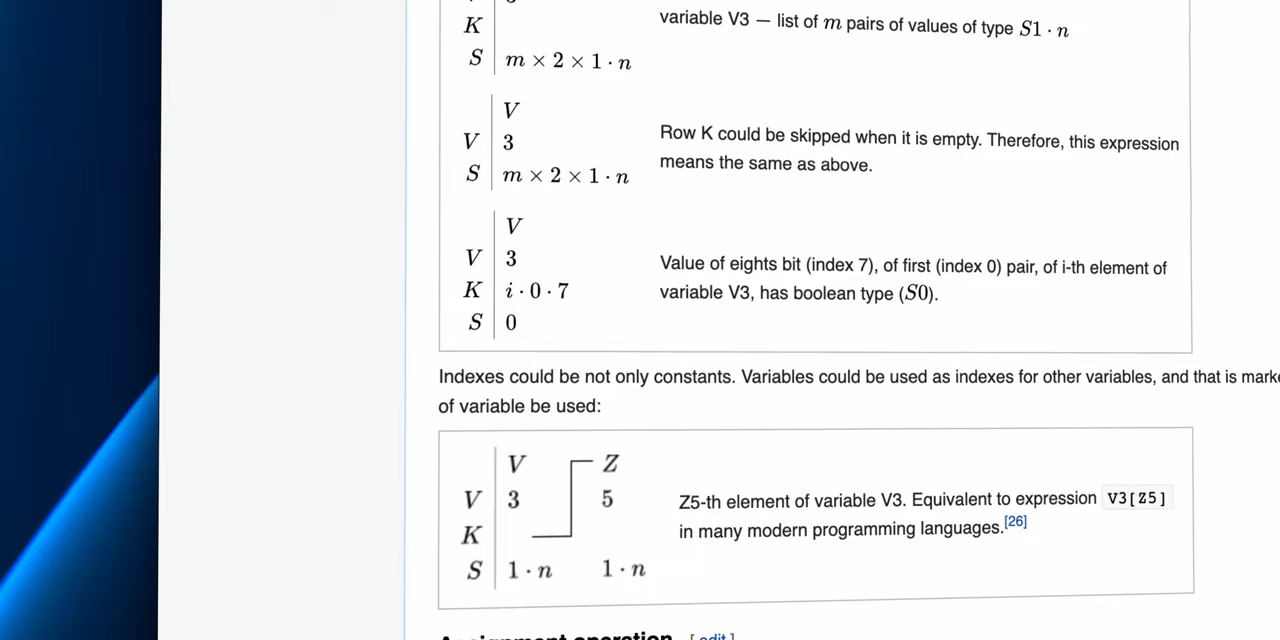 K
variable V3 — list of m pairs of values of type S1 · n
S m × 2 × 1 · n
V
V 3
S m × 2 × 1 · n
Row K could be skipped when it is empty. Therefore, this expression
means the same as above.
V
V 3
K i · 0 · 7
S 0
Value of eights bit (index 7), of first (index 0) pair, of i-th element of
variable V3, has boolean type (S0).
Indexes could be not only constants. Variables could be used as indexes for other variables, and that is marke
of variable be used:
V Z
V 3 5
K
S 1 · n 1 · n
Z5-th element of variable V3. Equivalent to expression V3[Z5]
in many modern programming languages.[26]
Assignment operation [ edit ]